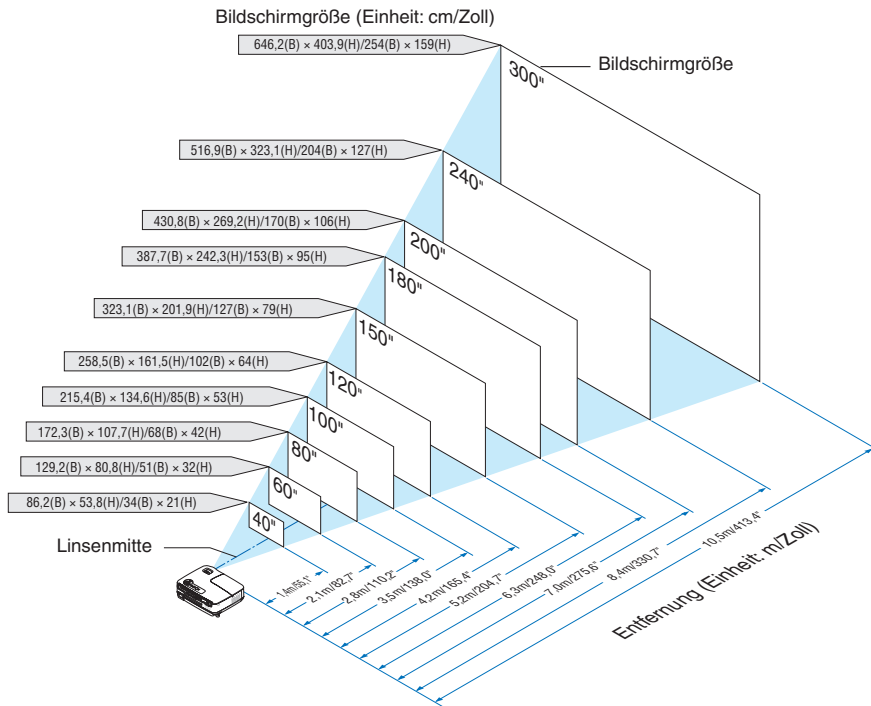 Bildschirmgröße (Einheit: cm/Zoll)
646,2(B) × 403,9(H)/254(B) × 159(H)
Bildschirmgröße
300"
516,9(B) × 323,1(H)/204(B) × 127(H)
240"
430,8(B) × 269,2(H)/170(B) × 106(H)
200"
387,7(B) × 242,3(H)/153(B) × 95(H)
180"
323,1(B) × 201,9(H)/127(B) × 79(H)
150"
258,5(B) × 161,5(H)/102(B) × 64(H)
120"
215,4(B) × 134,6(H)/85(B) × 53(H)
100"
172,3(B) × 107,7(H)/68(B) × 42(H)
80"
129,2(B) × 80,8(H)/51(B) × 32(H)
60"
86,2(B) × 53,8(H)/34(B) × 21(H)
40"
Linsenmitte
1,4m/55,1"
2,1m/82,7"
2,8m/110,2"
3,5m/138,0"
4,2m/165,4"
5,2m/204,7"
6,3m/248,0"
7,0m/275,6"
8,4m/330,7"
10,5m/413,4"
Entfernung (Einheit: m/Zoll)